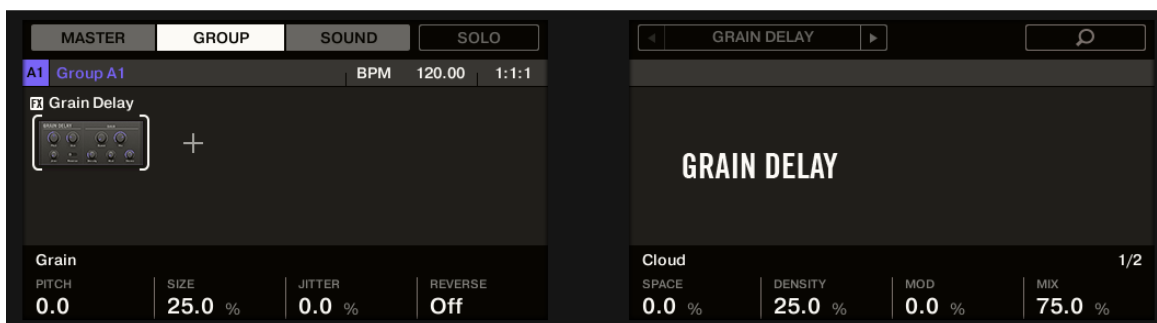 MASTER GROUP SOUND SOLO
A1 Group A1 BPM 120.00 1:1:1
FX Grain Delay
GRAIN DELAY
+
Grain
PITCH SIZE JITTER REVERSE
0.0 25.0 % 0.0 % Off
GRAIN DELAY
GRAIN DELAY
Cloud 1/2
SPACE DENSITY MOD MIX
0.0 % 25.0 % 0.0 % 75.0 %